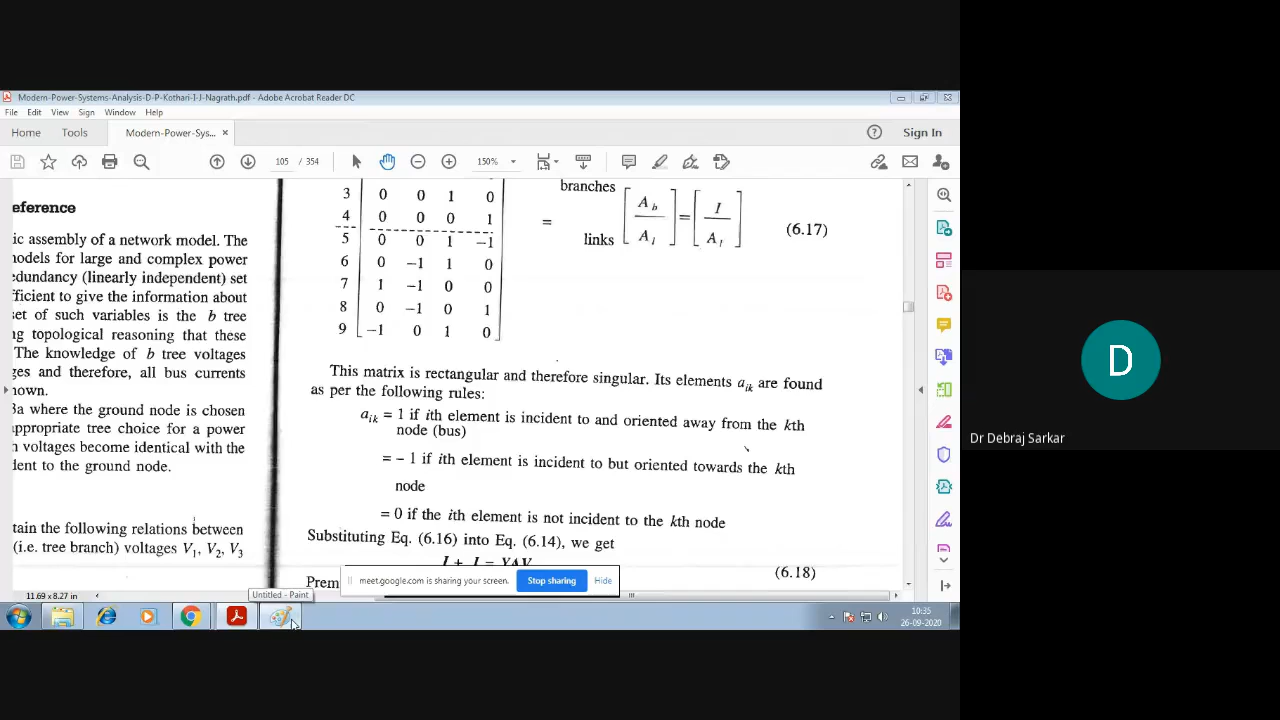 Modern-Power-Systems-Analysis-D-P-Kothari-I-J-Nagrath.pdf - Adobe Acrobat Reader DC
File Edit View Sign Window Help
Home Tools Modern-Power-Sys... × Sign In
105 / 354 150%
eference
ic assembly of a network model. The
models for large and complex power
edundancy (linearly independent) set
fficient to give the information about
set of such variables is the b tree
ng topological reasoning that these
The knowledge of b tree voltages
ges and therefore, all bus currents
nown.
3a where the ground node is chosen
appropriate tree choice for a power
n voltages become identical with the
dent to the ground node.
tain the following relations between
(i.e. tree branch) voltages V1, V2, V3
3 0 0 1 0
4 0 0 0 1
5 0 0 1 −1
6 0 −1 1 0
7 1 −1 0 0
8 0 −1 0 1
9 −1 0 1 0
=
branches
links
[Ab / Al] = [I / Al] (6.17)
This matrix is rectangular and therefore singular. Its elements aik are found
as per the following rules:
aik = 1 if ith element is incident to and oriented away from the kth
node (bus)
= − 1 if ith element is incident to but oriented towards the kth
node
= 0 if the ith element is not incident to the kth node
Substituting Eq. (6.16) into Eq. (6.14), we get
I + J = YAV (6.18)
Prem
meet.google.com is sharing your screen. Stop sharing Hide
11.69 x 8.27 in
Untitled - Paint
10:35
26-09-2020
D
Dr Debraj Sarkar